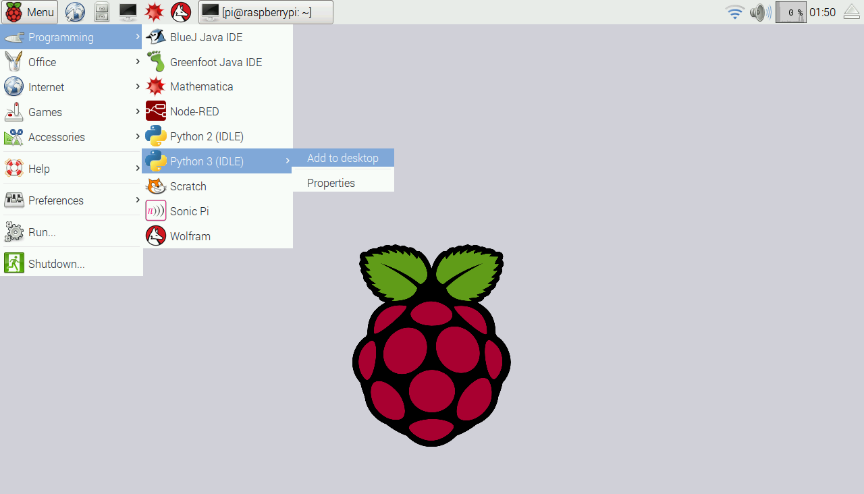 Menu
[pi@raspberrypi: ~]
0 %
01:50
Programming
Office
Internet
Games
Accessories
Help
Preferences
Run...
Shutdown...
BlueJ Java IDE
Greenfoot Java IDE
Mathematica
Node-RED
Python 2 (IDLE)
Python 3 (IDLE)
Scratch
Sonic Pi
Wolfram
Add to desktop
Properties